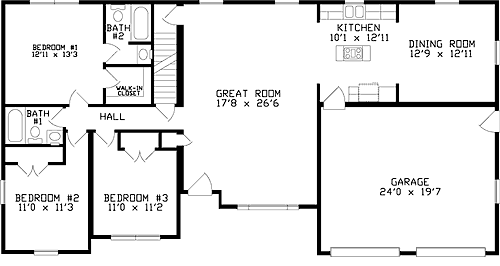 BATH
#2
BEDROOM #1
12'11 x 13'3
WALK-IN
CLOSET
KITCHEN
10'1 x 12'11
DINING ROOM
12'9 x 12'11
GREAT ROOM
17'8 x 26'6
BATH
#1
HALL
BEDROOM #2
11'0 x 11'3
BEDROOM #3
11'0 x 11'2
GARAGE
24'0 x 19'7